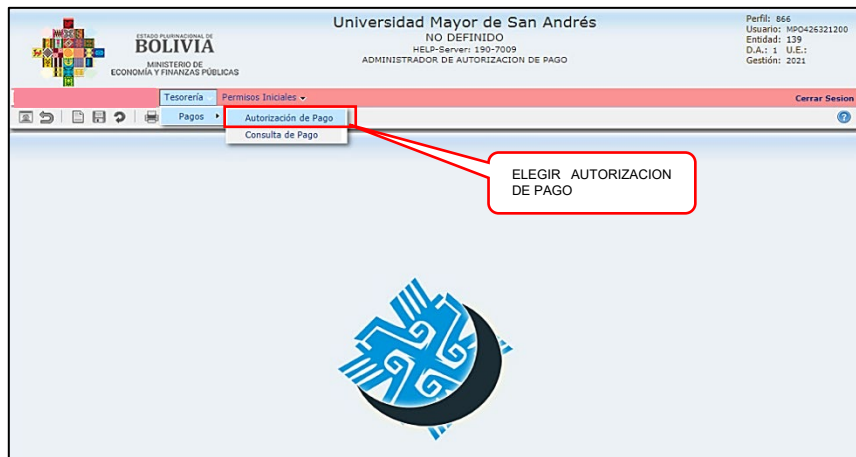 ESTADO PLURINACIONAL DE
BOLIVIA
MINISTERIO DE
ECONOMÍA Y FINANZAS PÚBLICAS
Universidad Mayor de San Andrés
NO DEFINIDO
HELP-Server: 190-7009
ADMINISTRADOR DE AUTORIZACION DE PAGO
Perfil: 866
Usuario: MPO426321200
Entidad: 139
D.A.: 1 U.E.:
Gestión: 2021
Tesorería Permisos Iniciales
Cerrar Sesion
Pagos
Autorización de Pago
Consulta de Pago
ELEGIR AUTORIZACION
DE PAGO